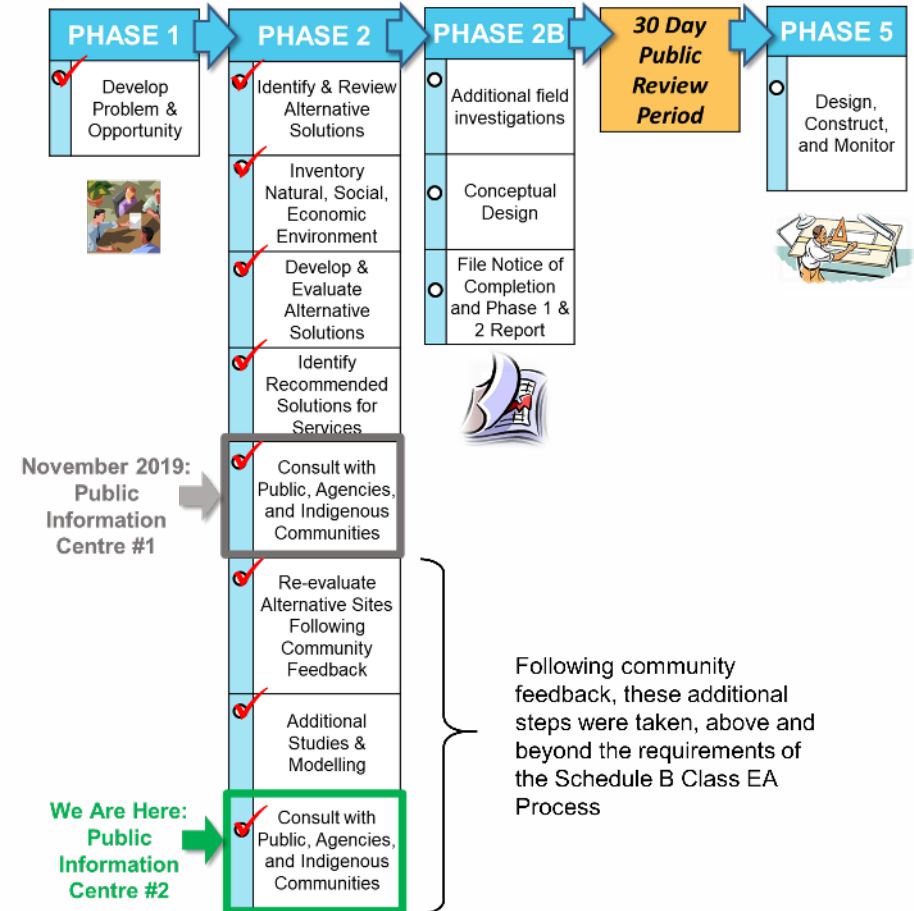 PHASE 1
Develop
Problem &
Opportunity
PHASE 2
Identify & Review
Alternative
Solutions
Inventory
Natural, Social,
Economic
Environment
Develop &
Evaluate
Alternative
Solutions
Identify
Recommended
Solutions for
Services
November 2019:
Public
Information
Centre #1
Consult with
Public, Agencies,
and Indigenous
Communities
Re-evaluate
Alternative Sites
Following
Community
Feedback
Additional
Studies &
Modelling
We Are Here:
Public
Information
Centre #2
Consult with
Public, Agencies,
and Indigenous
Communities
Following community
feedback, these additional
steps were taken, above and
beyond the requirements of
the Schedule B Class EA
Process
PHASE 2B
Additional field
investigations
Conceptual
Design
File Notice of
Completion
and Phase 1 &
2 Report
30 Day
Public
Review
Period
PHASE 5
Design,
Construct,
and Monitor